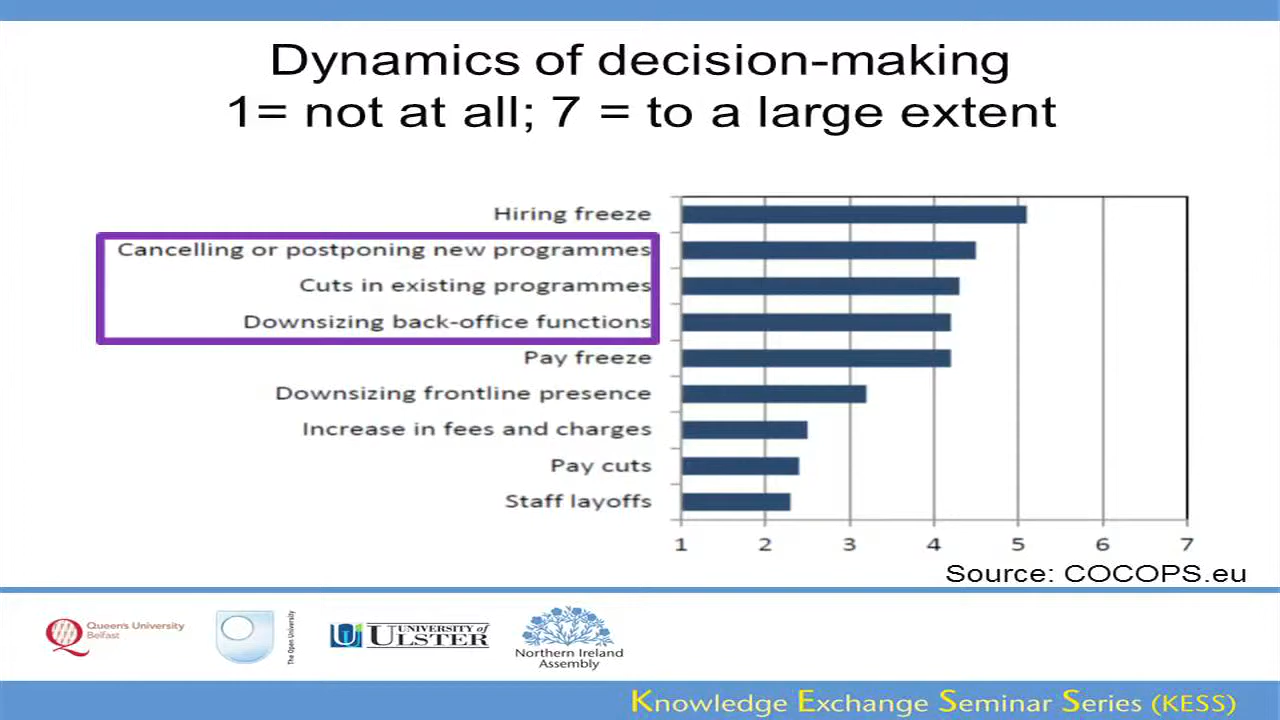 Dynamics of decision-making
1= not at all; 7 = to a large extent
Hiring freeze
Cancelling or postponing new programmes
Cuts in existing programmes
Downsizing back-office functions
Pay freeze
Downsizing frontline presence
Increase in fees and charges
Pay cuts
Staff layoffs
1 2 3 4 5 6 7
Source: COCOPS.eu
Queen's University
Belfast
The Open University
UNIVERSITY of
ULSTER
Northern Ireland
Assembly
Knowledge Exchange Seminar Series (KESS)